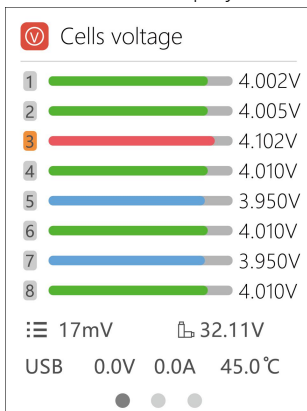 Cells voltage
1 4.002V
2 4.005V
3 4.102V
4 4.010V
5 3.950V
6 4.010V
7 3.950V
8 4.010V
17mV 32.11V
USB 0.0V 0.0A 45.0℃